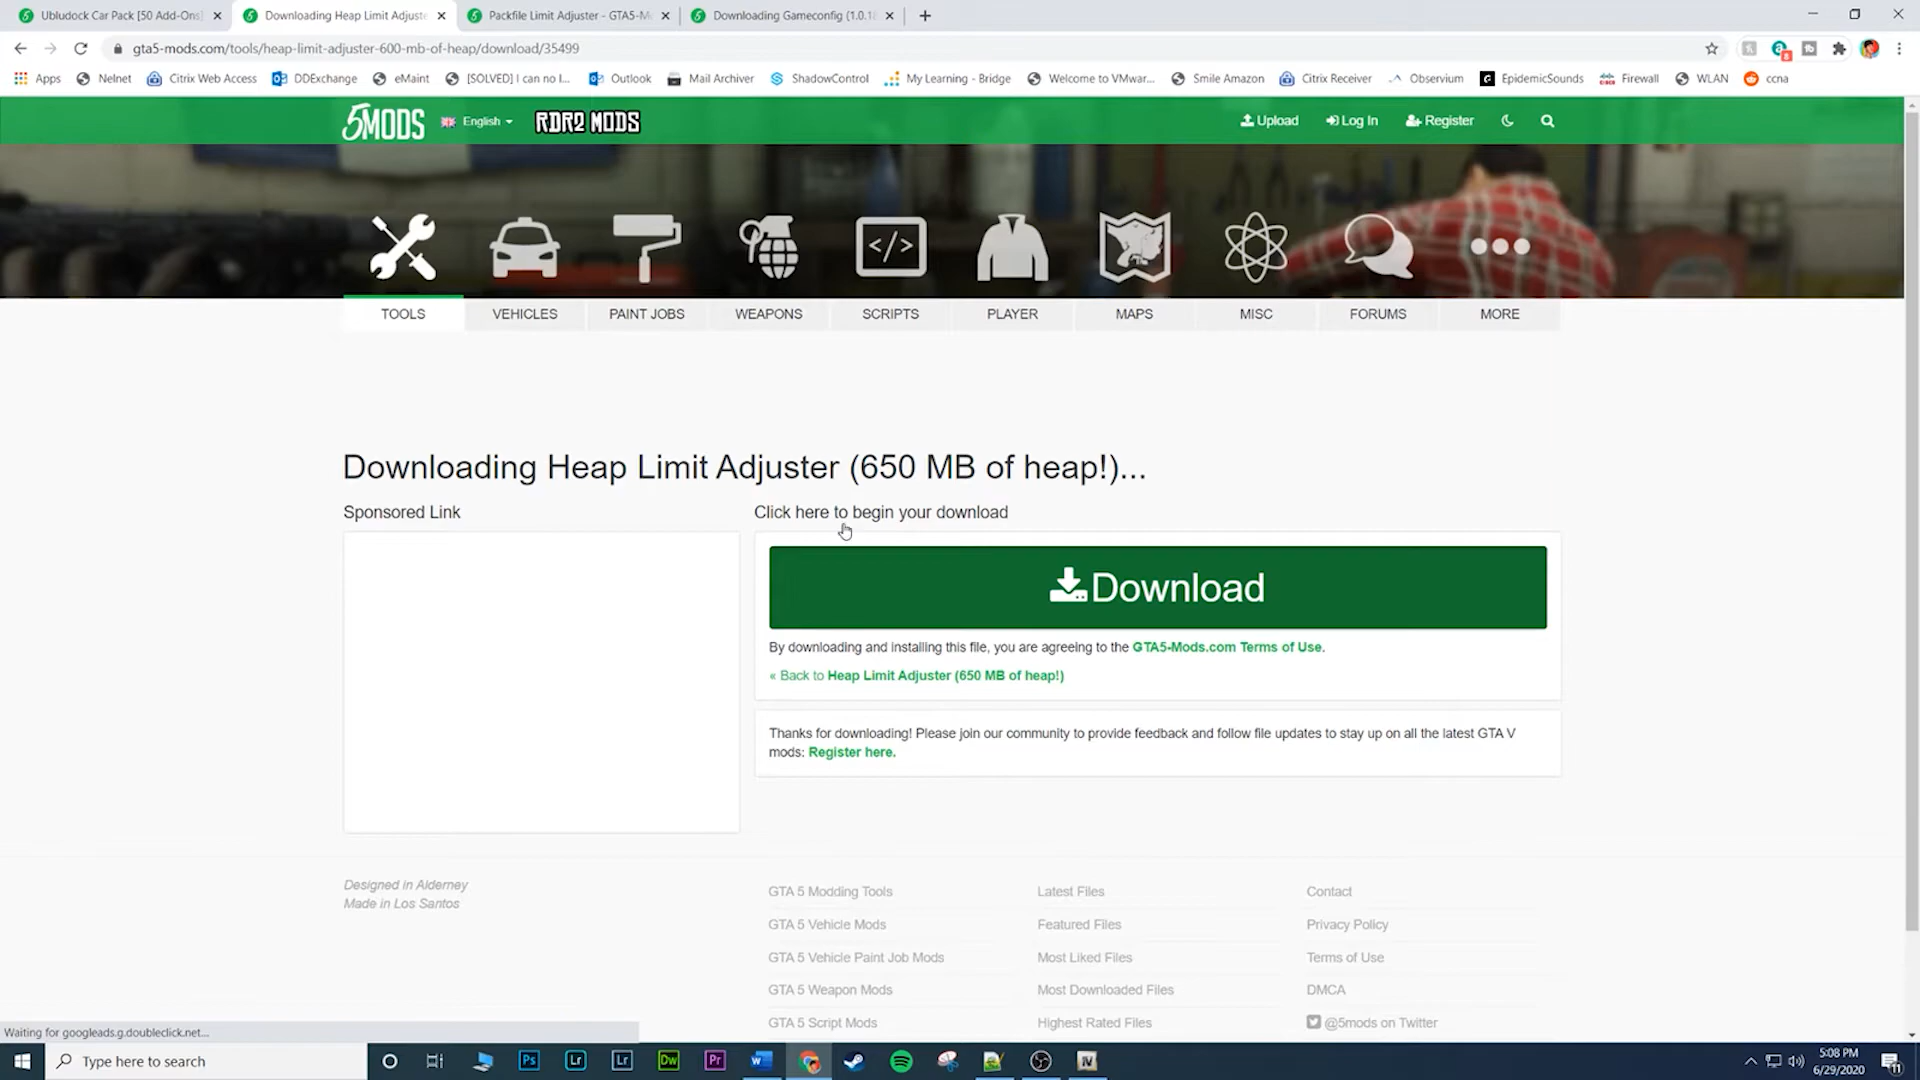 Ubludock Car Pack [50 Add-Ons]
Downloading Heap Limit Adjuste
Packfile Limit Adjuster - GTA5-M
Downloading Gameconfig (1.0.1
gta5-mods.com/tools/heap-limit-adjuster-600-mb-of-heap/download/35499
Apps
Nelnet
Citrix Web Access
DDExchange
eMaint
[SOLVED] I can no l...
Outlook
Mail Archiver
ShadowControl
My Learning - Bridge
Welcome to VMwar...
Smile Amazon
Citrix Receiver
Observium
EpidemicSounds
Firewall
WLAN
ccna
5MODS
English
RDR2 MODS
Upload
Log In
Register
TOOLS
VEHICLES
PAINT JOBS
WEAPONS
SCRIPTS
PLAYER
MAPS
MISC
FORUMS
MORE
Downloading Heap Limit Adjuster (650 MB of heap!)...
Sponsored Link
Click here to begin your download
Download
By downloading and installing this file, you are agreeing to the GTA5-Mods.com Terms of Use.
« Back to Heap Limit Adjuster (650 MB of heap!)
Thanks for downloading! Please join our community to provide feedback and follow file updates to stay up on all the latest GTA V
mods: Register here.
Designed in Alderney
Made in Los Santos
GTA 5 Modding Tools
GTA 5 Vehicle Mods
GTA 5 Vehicle Paint Job Mods
GTA 5 Weapon Mods
GTA 5 Script Mods
Latest Files
Featured Files
Most Liked Files
Most Downloaded Files
Highest Rated Files
Contact
Privacy Policy
Terms of Use
DMCA
@5mods on Twitter
Waiting for googleads.g.doubleclick.net...
Type here to search
Ps
Lr
Lr
Dw
Pr
IV
5:08 PM
6/29/2020
11